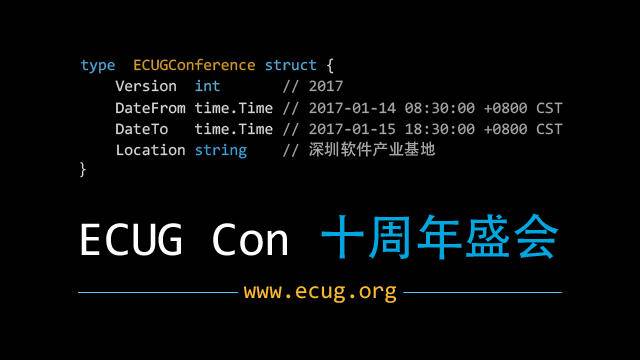 type  ECUGConference struct {
    Version  int       // 2017
    DateFrom time.Time // 2017-01-14 08:30:00 +0800 CST
    DateTo   time.Time // 2017-01-15 18:30:00 +0800 CST
    Location string    // 深圳软件产业基地
}
ECUG Con 十周年盛会
www.ecug.org